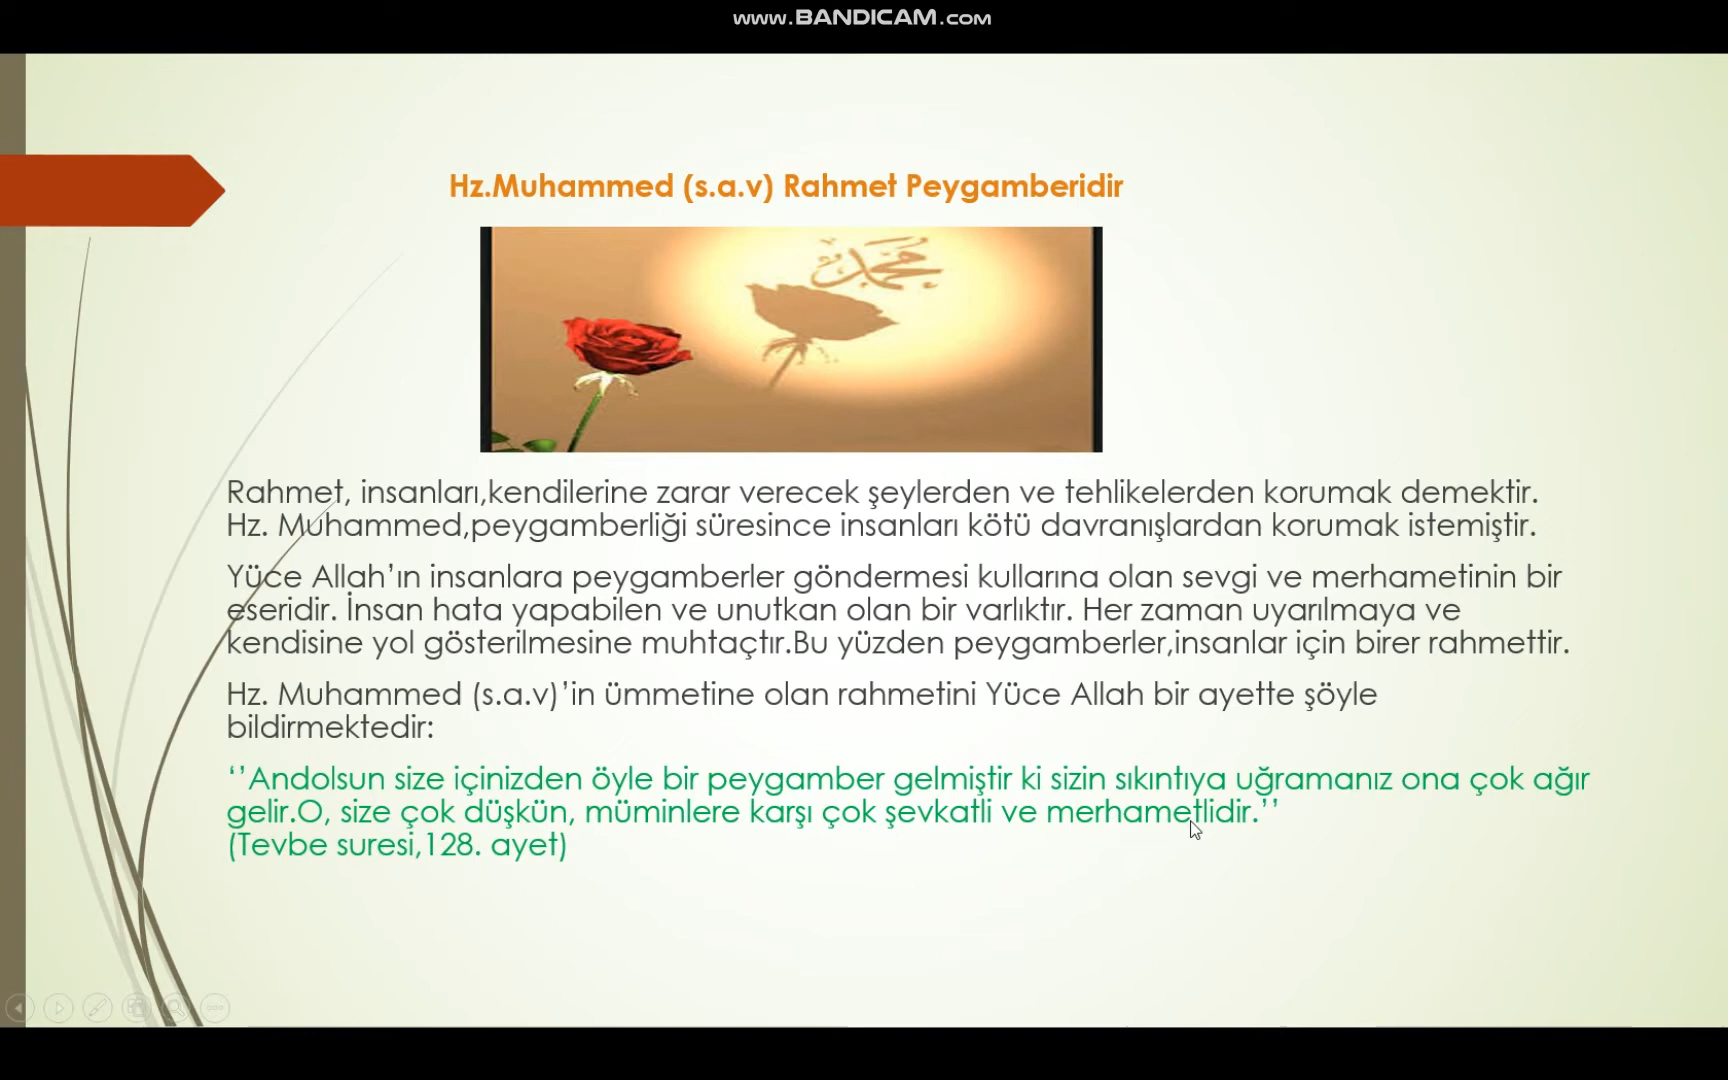 www.BANDICAM.com
Hz.Muhammed (s.a.v) Rahmet Peygamberidir
محمد
Rahmet, insanları,kendilerine zarar verecek şeylerden ve tehlikelerden korumak demektir.
Hz. Muhammed,peygamberliği süresince insanları kötü davranışlardan korumak istemiştir.
Yüce Allah’ın insanlara peygamberler göndermesi kullarına olan sevgi ve merhametinin bir
eseridir. İnsan hata yapabilen ve unutkan olan bir varlıktır. Her zaman uyarılmaya ve
kendisine yol gösterilmesine muhtaçtır.Bu yüzden peygamberler,insanlar için birer rahmettir.
Hz. Muhammed (s.a.v)’in ümmetine olan rahmetini Yüce Allah bir ayette şöyle
bildirmektedir:
‘’Andolsun size içinizden öyle bir peygamber gelmiştir ki sizin sıkıntıya uğramanız ona çok ağır
gelir.O, size çok düşkün, müminlere karşı çok şevkatli ve merhametlidir.’’
(Tevbe suresi,128. ayet)